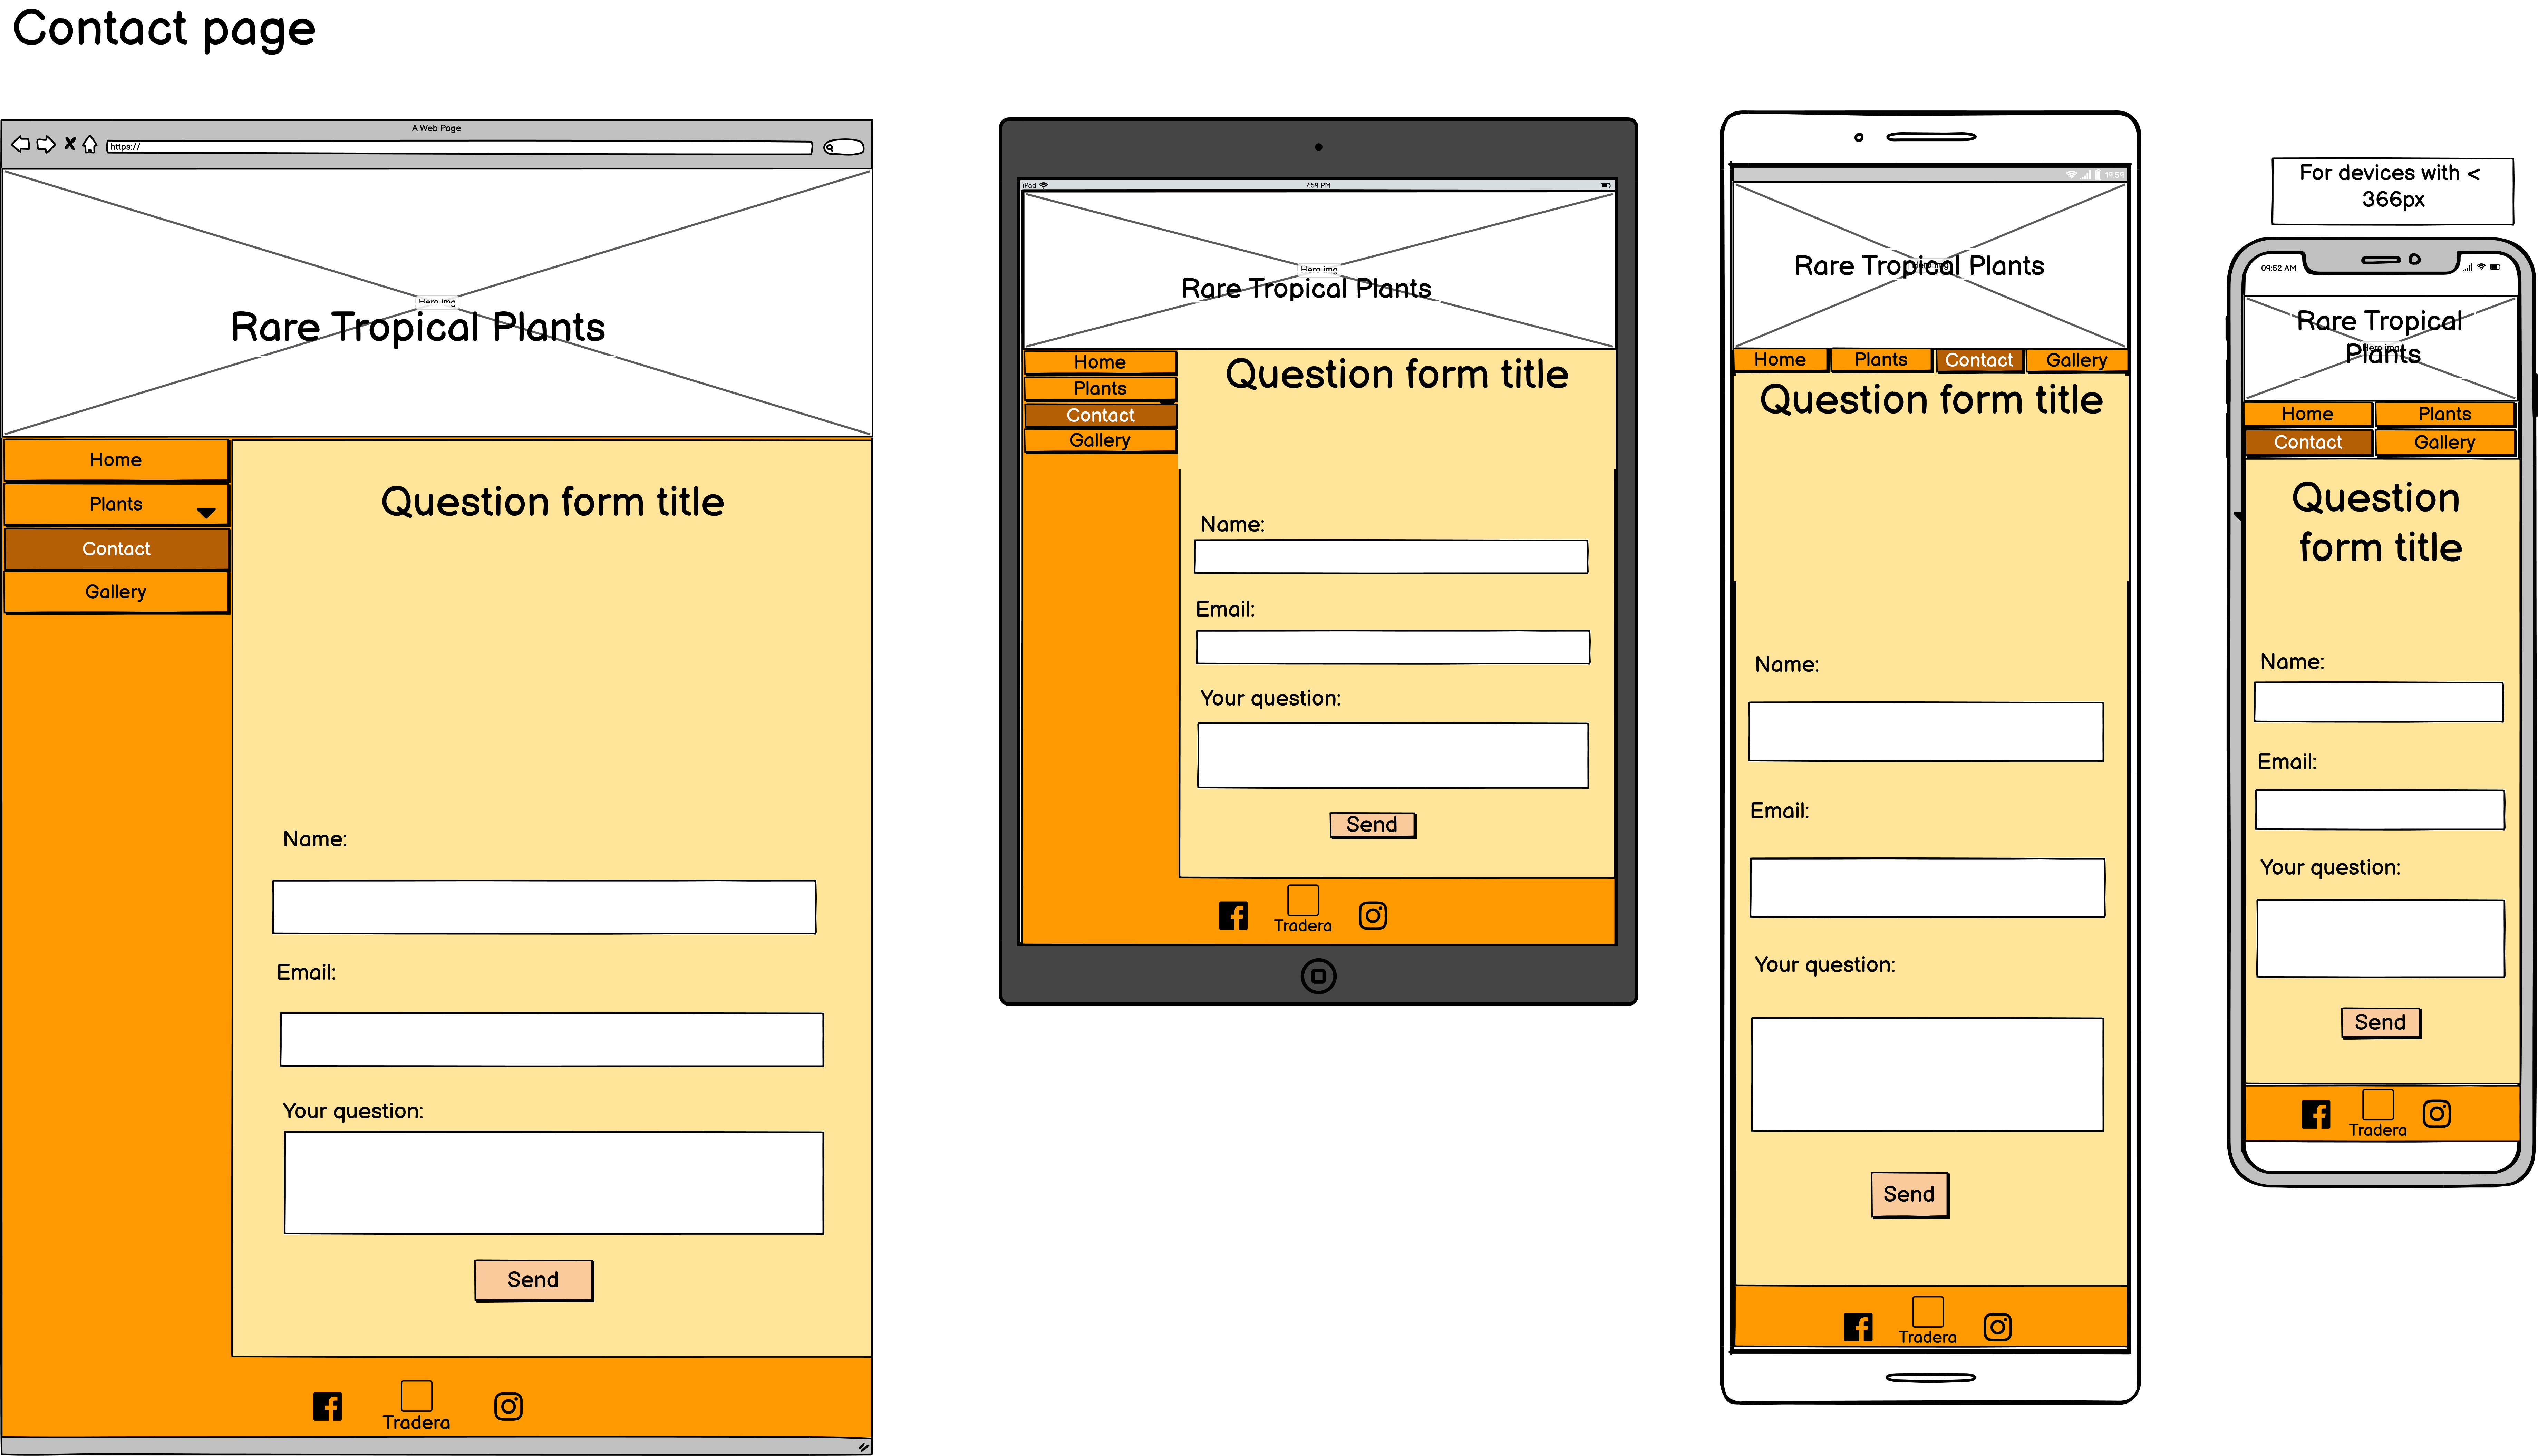 Contact page
A Web Page
https://
Hero img
Rare Tropical Plants
Home
Plants
Contact
Gallery
Question form title
Name:
Email:
Your question:
Send
Tradera
iPad
7:59 PM
Hero img
Rare Tropical Plants
Home
Plants
Contact
Gallery
Question form title
Name:
Email:
Your question:
Send
Tradera
19:59
Rare Tropical Plants
Home Plants Contact Gallery
Question form title
Name:
Email:
Your question:
Send
Tradera
For devices with <
366px
09:52 AM
Rare Tropical
Hero img
Plants
Home Plants
Contact Gallery
Question
form title
Name:
Email:
Your question:
Send
Tradera